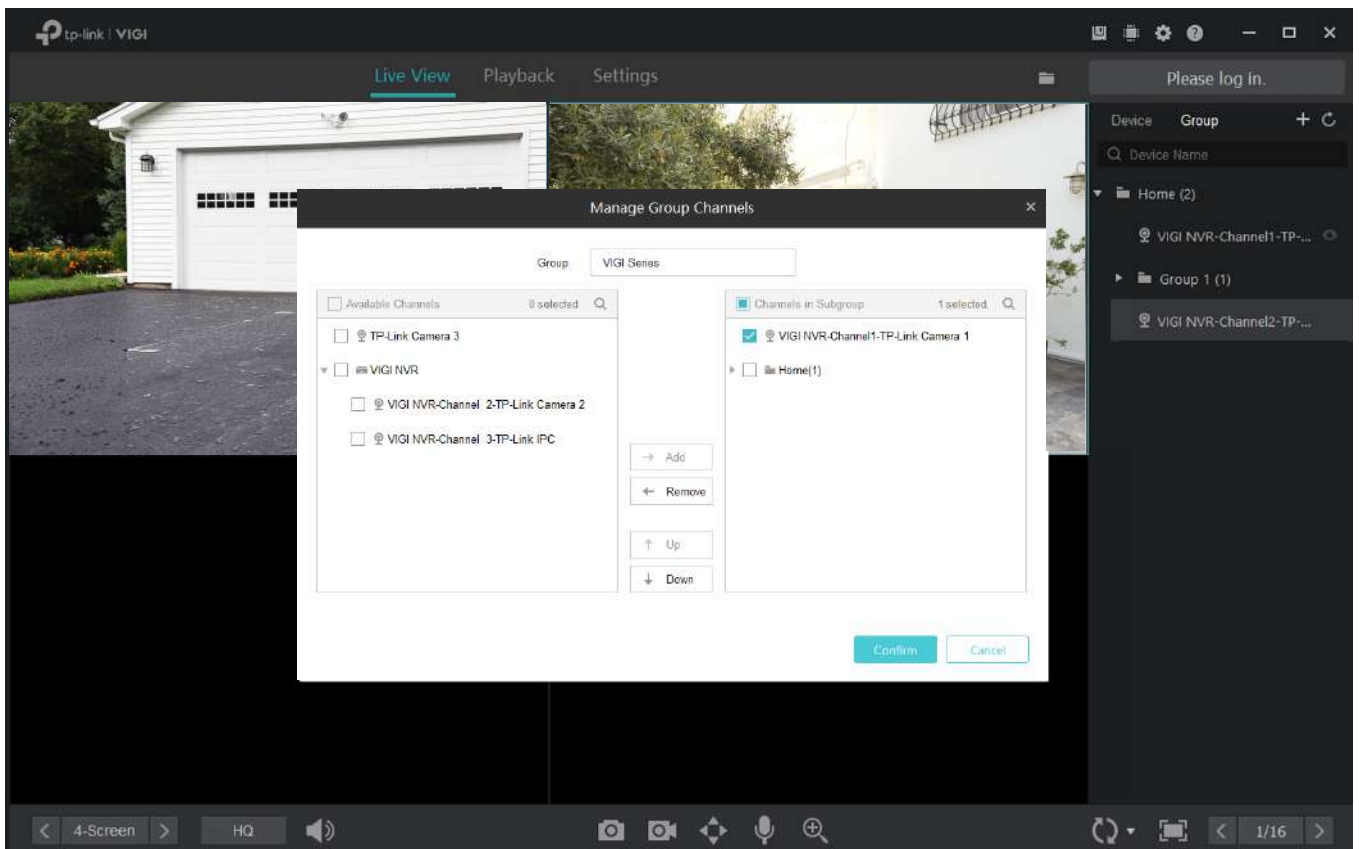 tp-link | VIGI
Live View Playback Settings
Please log in.
Device Group
Device Name
Home (2)
VIGI NVR-Channel1-TP-...
Group 1 (1)
VIGI NVR-Channel2-TP-...
Manage Group Channels
Group VIGI Series
Available Channels 0 selected
TP-Link Camera 3
VIGI NVR
VIGI NVR-Channel 2-TP-Link Camera 2
VIGI NVR-Channel 3-TP-Link IPC
Add
Remove
Up
Down
Channels in Subgroup 1 selected.
VIGI NVR-Channel1-TP-Link Camera 1
Home(1)
Confirm Cancel
4-Screen HQ 1/16